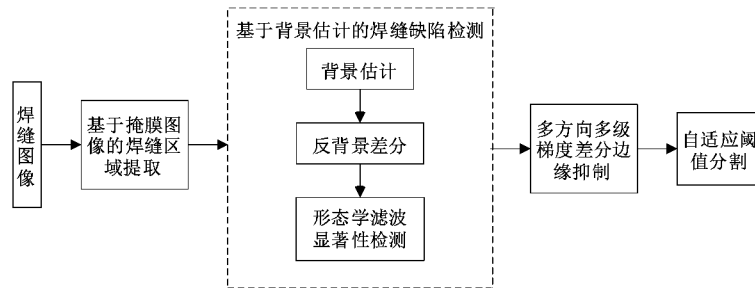 焊缝图像
基于掩膜图
像的焊缝区
域提取
基于背景估计的焊缝缺陷检测
背景估计
反背景差分
形态学滤波
显著性检测
多方向多级
梯度差分边
缘抑制
自适应阈
值分割